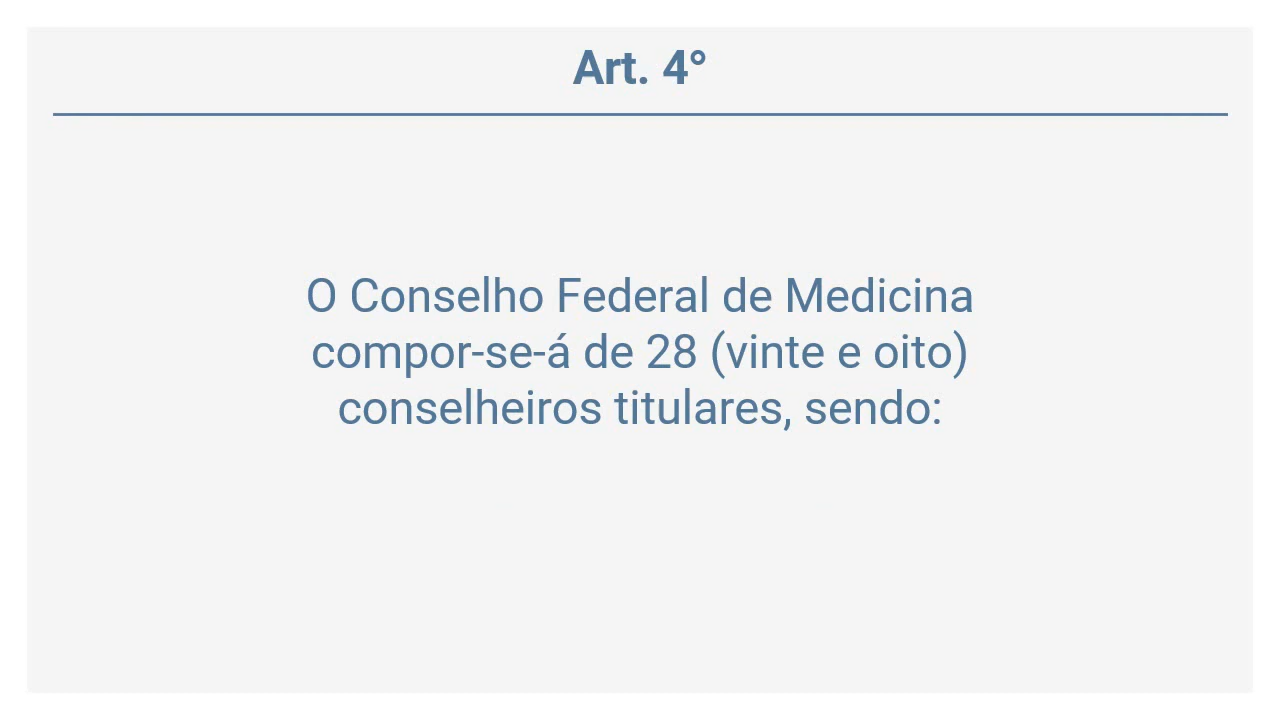 Art. 4°
O Conselho Federal de Medicina
compor-se-á de 28 (vinte e oito)
conselheiros titulares, sendo: